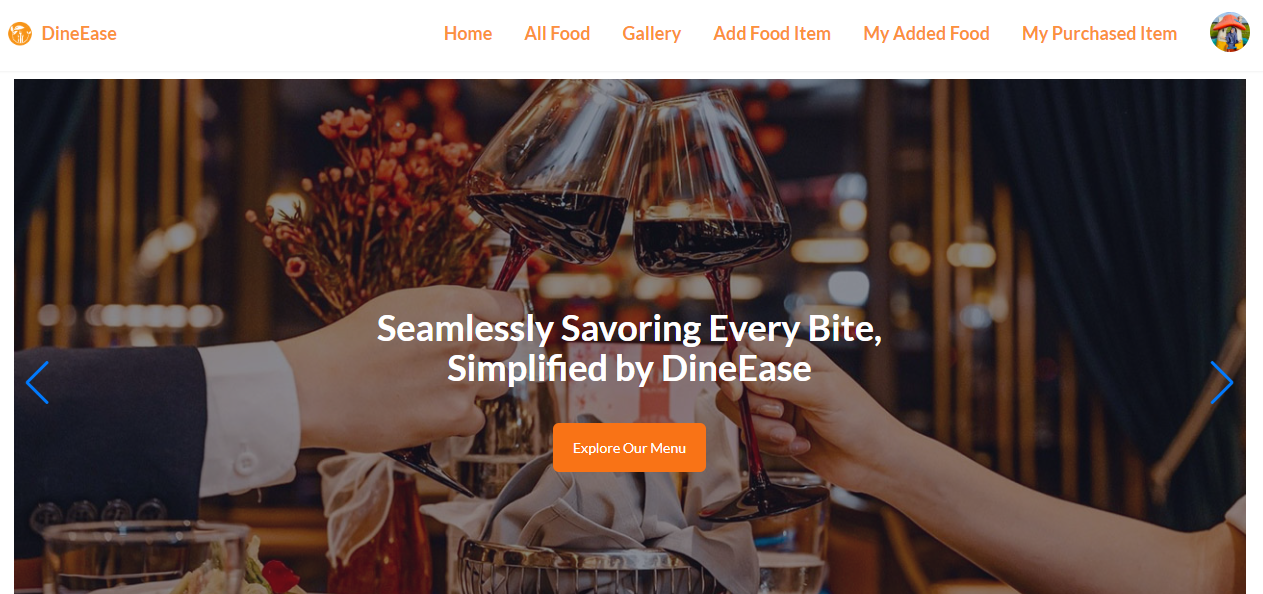 DineEase
Home
All Food
Gallery
Add Food Item
My Added Food
My Purchased Item
Seamlessly Savoring Every Bite,
Simplified by DineEase
Explore Our Menu